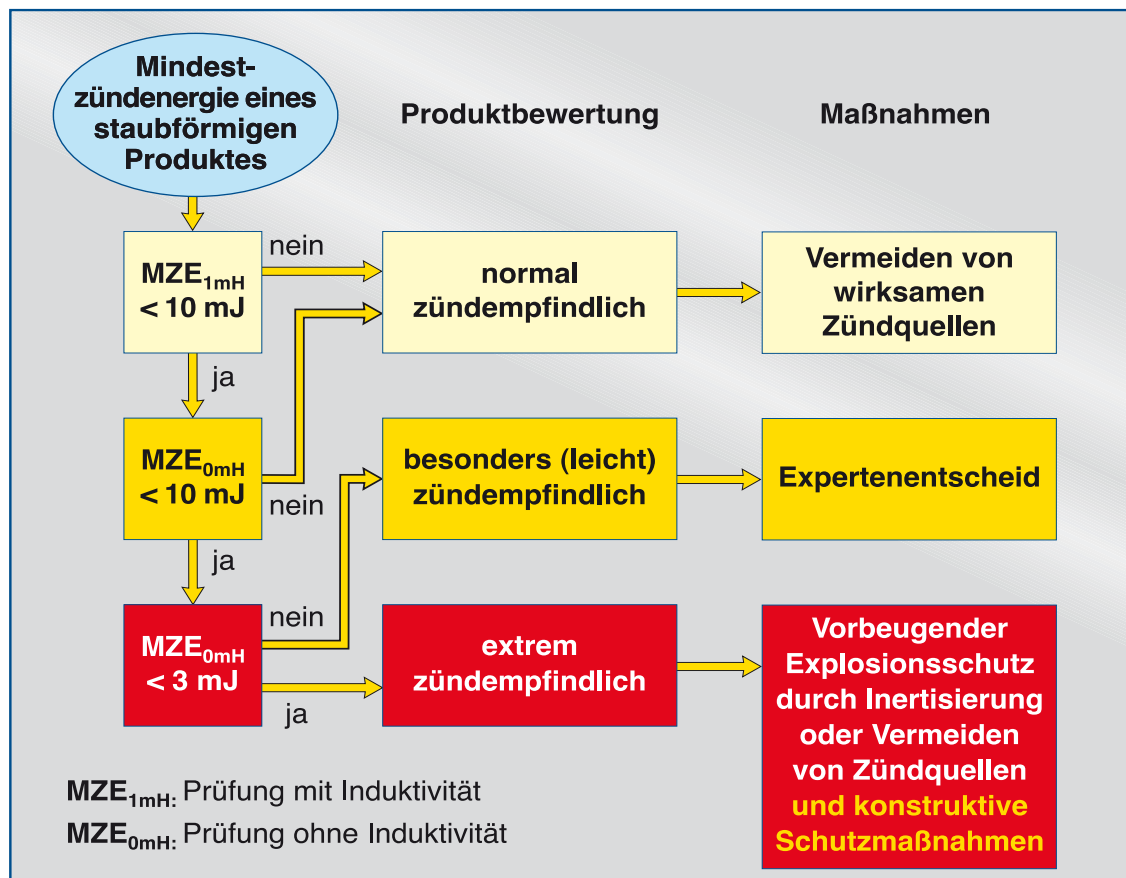 Mindest-
zündenergie eines
staubförmigen
Produktes
Produktbewertung
Maßnahmen
MZE1mH
< 10 mJ
nein
normal
zündempfindlich
Vermeiden von
wirksamen
Zündquellen
ja
MZE0mH
< 10 mJ
nein
besonders (leicht)
zündempfindlich
Expertenentscheid
ja
MZE0mH
< 3 mJ
nein
ja
extrem
zündempfindlich
Vorbeugender
Explosionsschutz
durch Inertisierung
oder Vermeiden
von Zündquellen
und konstruktive
Schutzmaßnahmen
MZE1mH: Prüfung mit Induktivität
MZE0mH: Prüfung ohne Induktivität